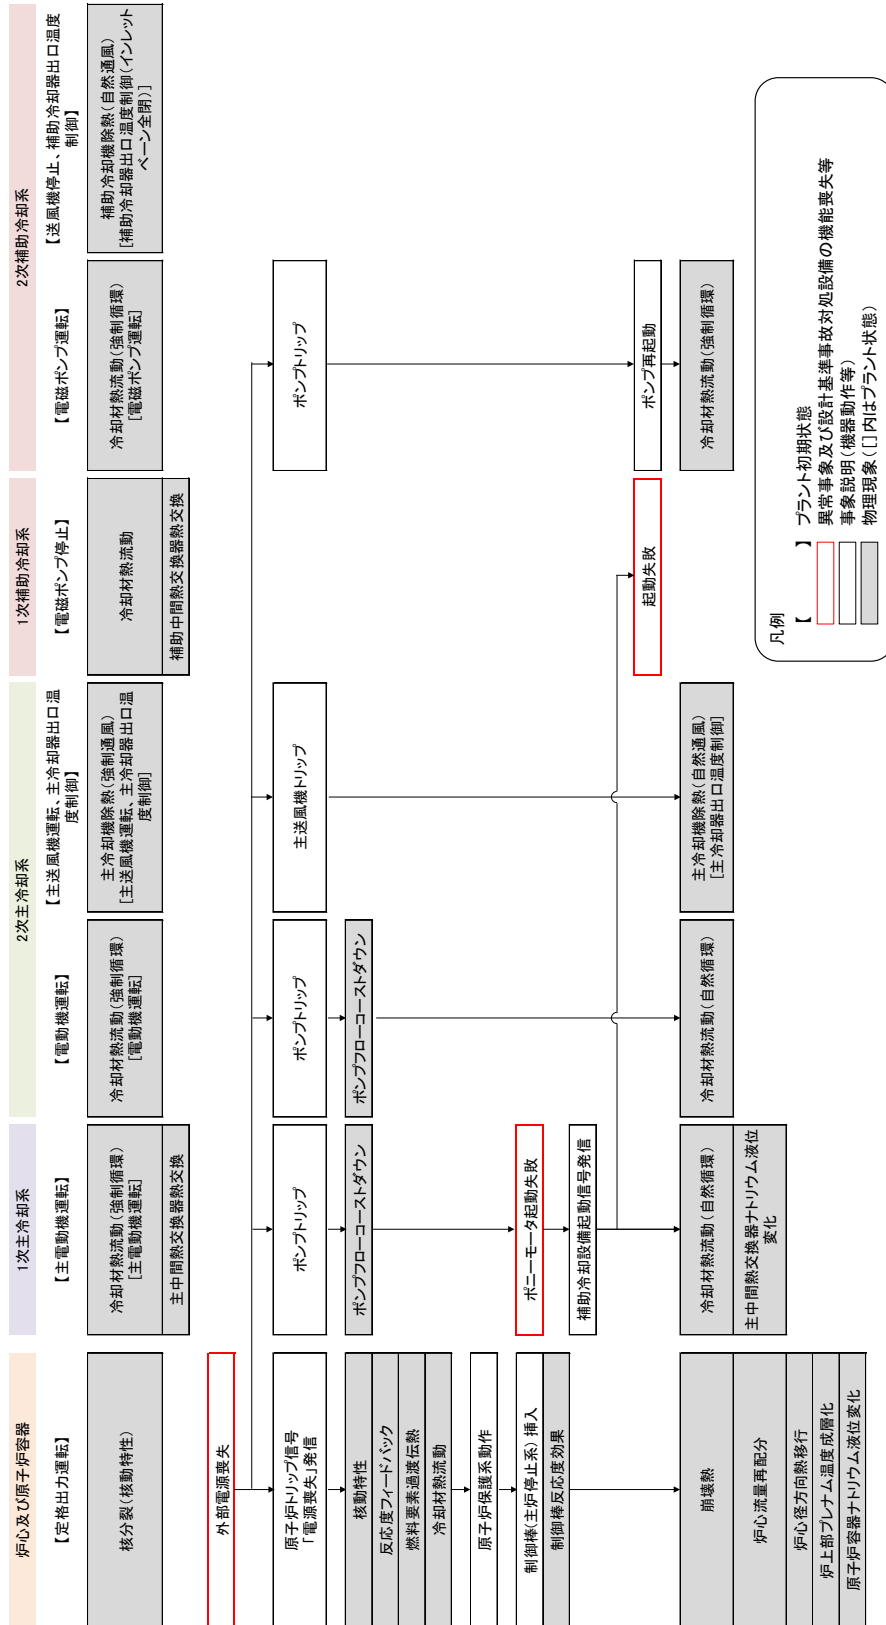 炉心及び原子炉容器
【定格出力運転】
核分裂(核動特性)
外部電源喪失
原子炉トリップ信号
「電源喪失」発信
核動特性
反応度フィードバック
燃料要素過渡伝熱
冷却材熱流動
原子炉保護系動作
制御棒(主炉停止系)挿入
制御棒反応度効果
崩壊熱
炉心流量再配分
炉心径方向熱移行
炉上部プレナム温度成層化
原子炉容器ナトリウム液位変化
1次主冷却系
【主電動機運転】
冷却材熱流動(強制循環)
[主電動機運転]
主中間熱交換器熱交換
ポンプトリップ
ポンプフローコーストダウン
ポニーモータ起動失敗
補助冷却設備起動信号発信
冷却材熱流動(自然循環)
主中間熱交換器ナトリウム液位
変化
2次主冷却系
【電動機運転】
冷却材熱流動(強制循環)
[電動機運転]
ポンプトリップ
ポンプフローコーストダウン
冷却材熱流動(自然循環)
【主送風機運転、主冷却器出口温
度制御】
主冷却機除熱(強制通風)
[主送風機運転、主冷却器出口温
度制御]
主送風機トリップ
主冷却機除熱(自然通風)
[主冷却器出口温度制御]
1次補助冷却系
【電磁ポンプ停止】
冷却材熱流動
補助中間熱交換器熱交換
起動失敗
2次補助冷却系
【電磁ポンプ運転】
冷却材熱流動(強制循環)
[電磁ポンプ運転]
ポンプトリップ
ポンプ再起動
冷却材熱流動(強制循環)
【送風機停止、補助冷却器出口温度
制御】
補助冷却機除熱(自然通風)
[補助冷却器出口温度制御(インレット
ベーン全閉)]
凡例
【 】 プラント初期状態
異常事象及び設計基準事故対処設備の機能喪失等
事象説明(機器動作等)
物理現象([]内はプラント状態)